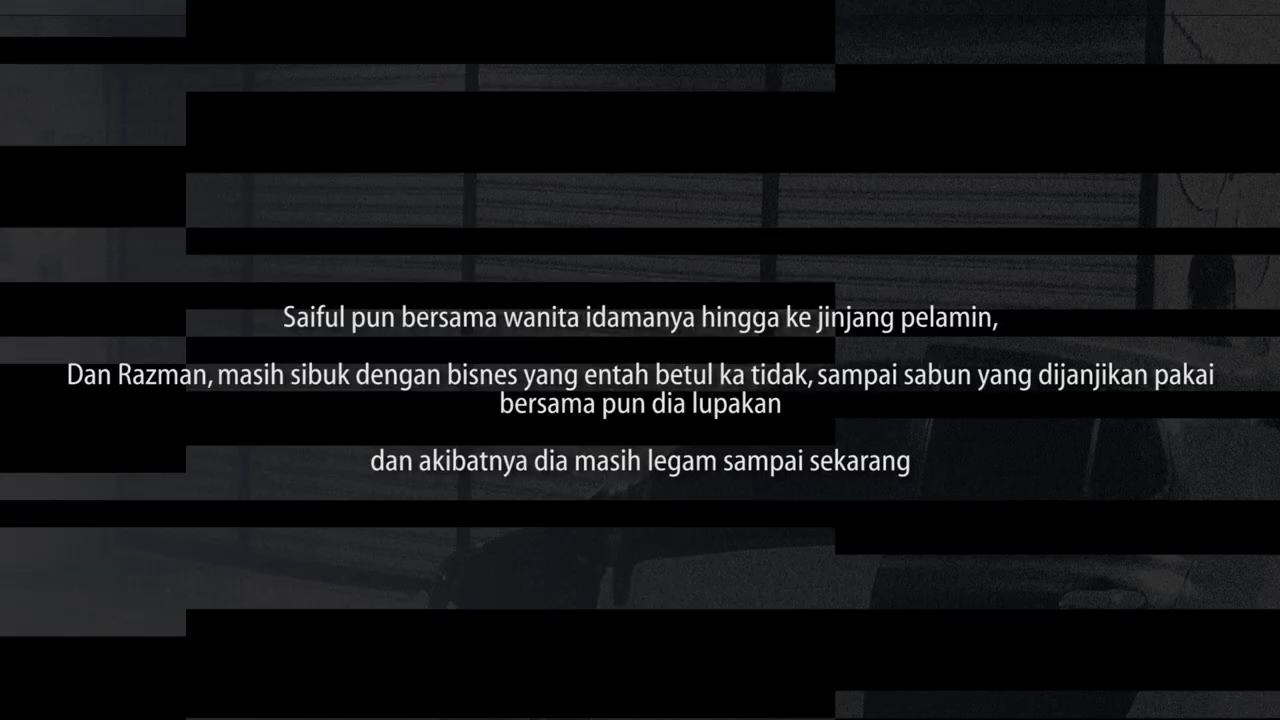 Saiful pun bersama wanita idamanya hingga ke jinjang pelamin,
Dan Razman, masih sibuk dengan bisnes yang entah betul ka tidak, sampai sabun yang dijanjikan pakai
bersama pun dia lupakan
dan akibatnya dia masih legam sampai sekarang